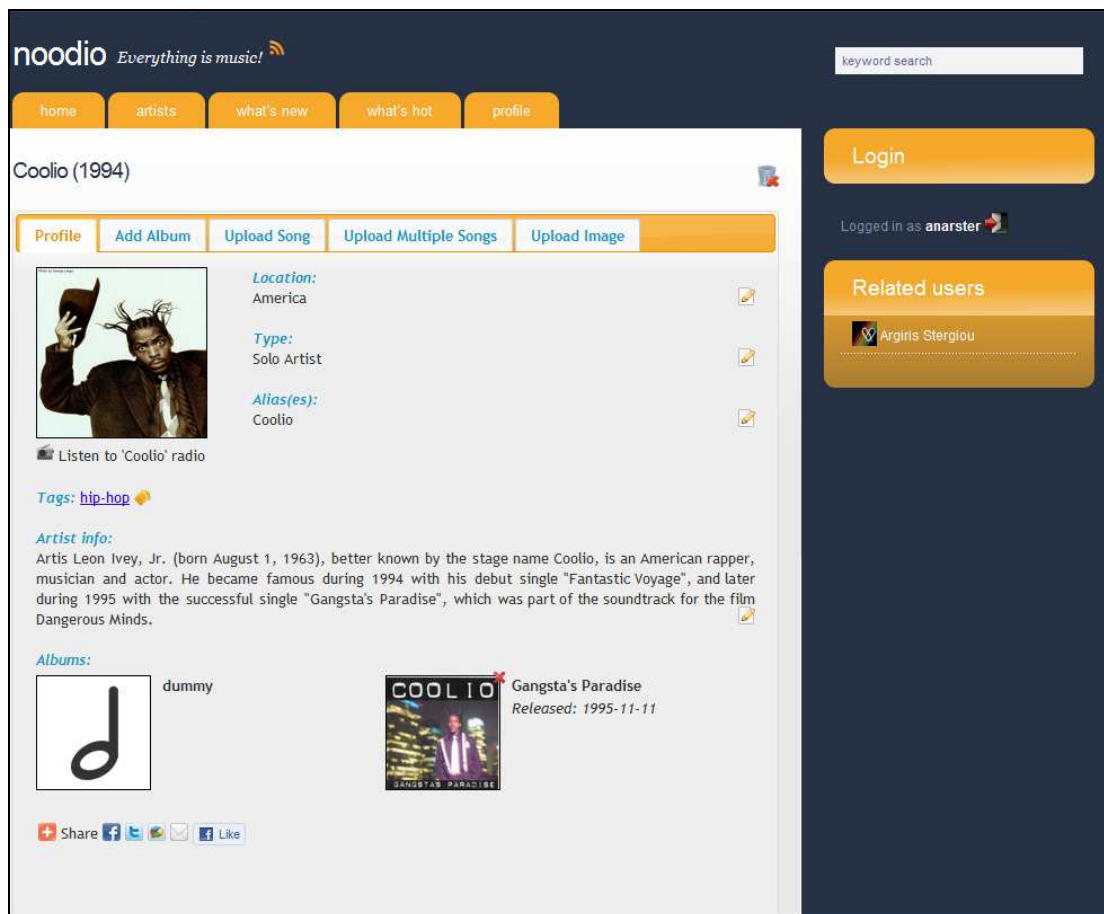 noodio Everything is music!
keyword search
home artists what's new what's hot profile
Coolio (1994)
Login
Logged in as anarster
Related users
Argiris Stergiou
Profile Add Album Upload Song Upload Multiple Songs Upload Image
Location:
America
Type:
Solo Artist
Alias(es):
Coolio
Listen to 'Coolio' radio
Tags: hip-hop
Artist info:
Artis Leon Ivey, Jr. (born August 1, 1963), better known by the stage name Coolio, is an American rapper,
musician and actor. He became famous during 1994 with his debut single "Fantastic Voyage", and later
during 1995 with the successful single "Gangsta's Paradise", which was part of the soundtrack for the film
Dangerous Minds.
Albums:
dummy
COOLIO
GANGSTA'S PARADISE
Gangsta's Paradise
Released: 1995-11-11
Share Like